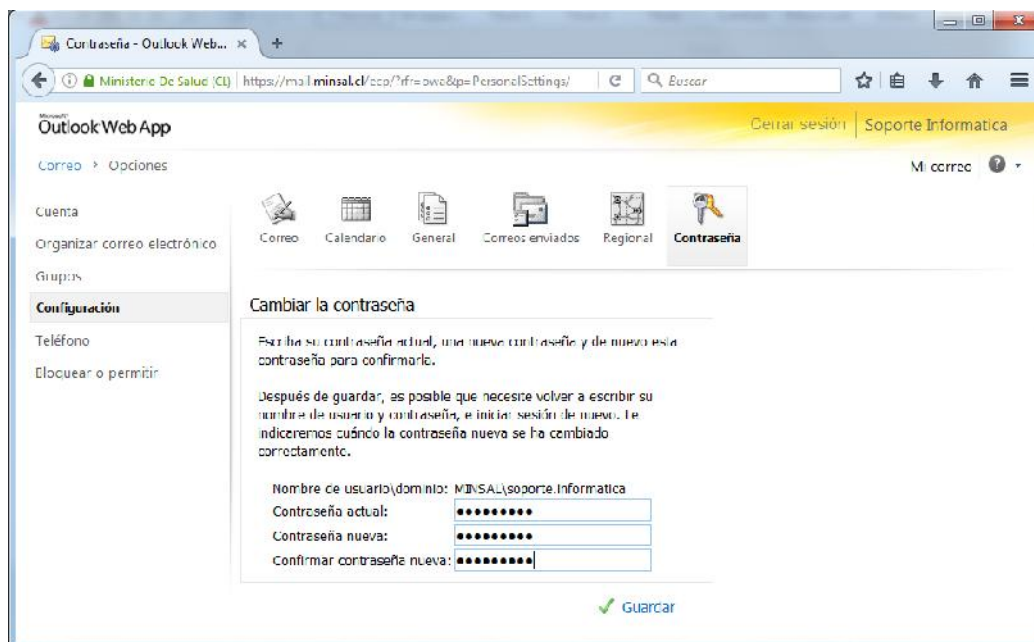 Contraseña - Outlook Web...
Ministerio De Salud (CL)
https://mail.minsal.cl/ecp/?rfr=owa&p=PersonalSettings/
Buscar
Microsoft
Outlook Web App
Cerrar sesión
Soporte Informatica
Correo > Opciones
Mi correo
Cuenta
Organizar correo electrónico
Grupos
Configuración
Teléfono
Bloquear o permitir
Correo
Calendario
General
Correos enviados
Regional
Contraseña
Cambiar la contraseña
Escriba su contraseña actual, una nueva contraseña y de nuevo esta
contraseña para confirmarla.
Después de guardar, es posible que necesite volver a escribir su
nombre de usuario y contraseña, e iniciar sesión de nuevo. Le
indicaremos cuándo la contraseña nueva se ha cambiado
correctamente.
Nombre de usuario\dominio: MINSAL\soporte.informatica
Contraseña actual: •••••••••
Contraseña nueva: •••••••••
Confirmar contraseña nueva: •••••••••
Guardar